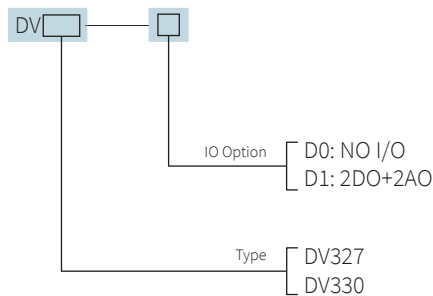 DV
IO Option
D0: NO I/O
D1: 2DO+2AO
Type
DV327
DV330